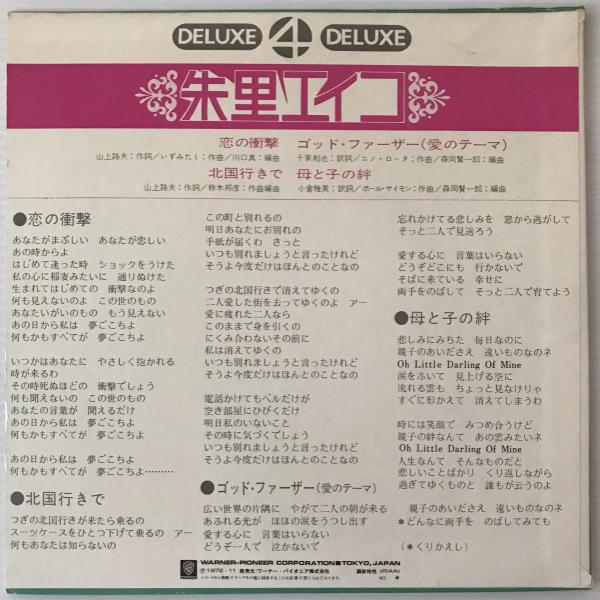 DELUXE 4 DELUXE
朱里エイコ
恋の衝撃
山上路夫:作詞/いずみたく:作曲/川口真:編曲
ゴッド・ファーザー(愛のテーマ)
千家和也:訳詞/ニノ・ロータ:作曲/森岡賢一郎:編曲
北国行きで
山上路夫:作詞/鈴木邦彦:作曲編曲
母と子の絆
小倉雅美:訳詞/ポール・サイモン:作曲/森岡賢一郎:編曲
●恋の衝撃
あなたがまぶしい あなたが恋しい
あの時からよ
はじめて逢った時 ショックをうけた
私の心に稲妻みたいに 通りぬけた
生まれてはじめての 衝撃なのよ
何も見えないのよ この世のもの
あなたいがいのもの もう見えない
あの日から私は 夢ごこちよ
何もかもすべてが 夢ごこちよ
いつかはあなたに やさしく抱かれる
時が来るわ
その時死ぬほどの 衝撃でしょう
何も聞えないの この世のもの
あなたの言葉が 聞えるだけ
あの日から私は 夢ごこちよ
何もかもすべてが 夢ごこちよ
あの日から私は 夢ごこちよ
何もかもすべてが 夢ごこちよ………
●北国行きで
つぎの北国行きが来たら乗るの
スーツケースをひとつ下げて乗るの アー
何もあなたは知らないの
この町と別れるの
明日あなたにお別れの
手紙が届くわ きっと
いつも別れましょうと言ったけれど
そうよ今度だけはほんとのことなの
つぎの北国行きで消えてゆくの
二人愛した街を去ってゆくのよ アー
愛に疲れた二人なら
このままで身を引くの
にくみ合わないその前に
私は消えてゆくの
いつも別れましょうと言ったけれど
そうよ今度だけはほんとのことなの
電話かけてもベルだけが
空き部屋にひびくだけ
明日私のいないこと
その時に気づくでしょう
いつも別れましょうと言ったけれど
そうよ今度だけはほんとのことなの
●ゴッド・ファーザー(愛のテーマ)
広い世界の片隅に やがて二人の朝が来る
あふれる光が ほほの涙をうつし出す
愛する心に 言葉はいらない
どうぞ一人で 泣かないで
忘れかけてる悲しみを 窓から逃がして
そっと二人で見送ろう
愛する心に 言葉はいらない
どうぞどこにも 行かないで
そばに来ている 幸せに
両手をのばして そっと二人で育てよう
●母と子の絆
悲しみにみちた 毎日なのに
親子のあいださえ 遠いものなのネ
Oh Little Darling Of Mine
涙をふいて 見上げる空に
流れる雲も ちょっと見なけりゃ
すぐに形かえて 消えてしまうわ
時には笑顔で みつめ合うけど
親子の絆なんて あの雲みたいネ
Oh Little Darling Of Mine
人生なんて そんなものだと
悲しいことばかり くり返しながら
過ぎてゆくものと 誰もが云うのよ
親子のあいださえ 遠いものなのネ
*どんなに両手を のばしてみても
(*くりかえし)
WARNER-PIONEER CORPORATION■TOKYO, JAPAN
Ⓟ1972・11 発売元:ワーナー・パイオニア株式会社 録音特性(RIAA)